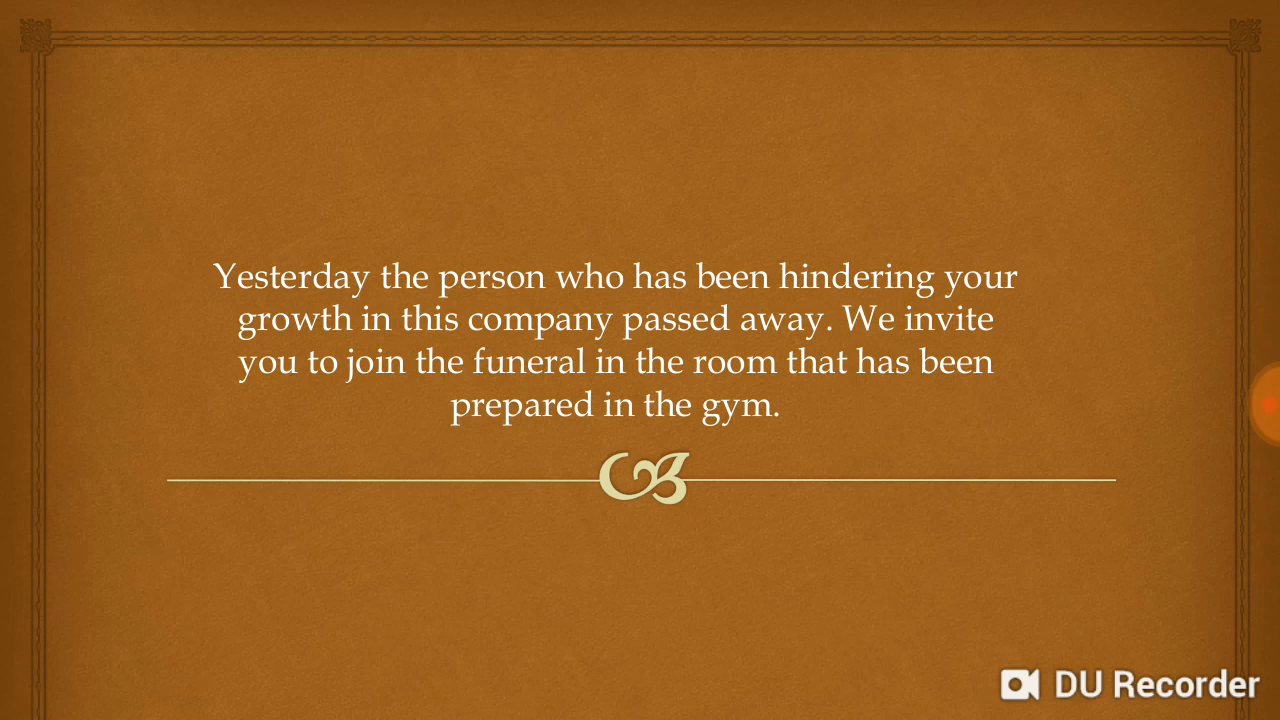 Yesterday the person who has been hindering your
growth in this company passed away. We invite
you to join the funeral in the room that has been
prepared in the gym.
DU Recorder